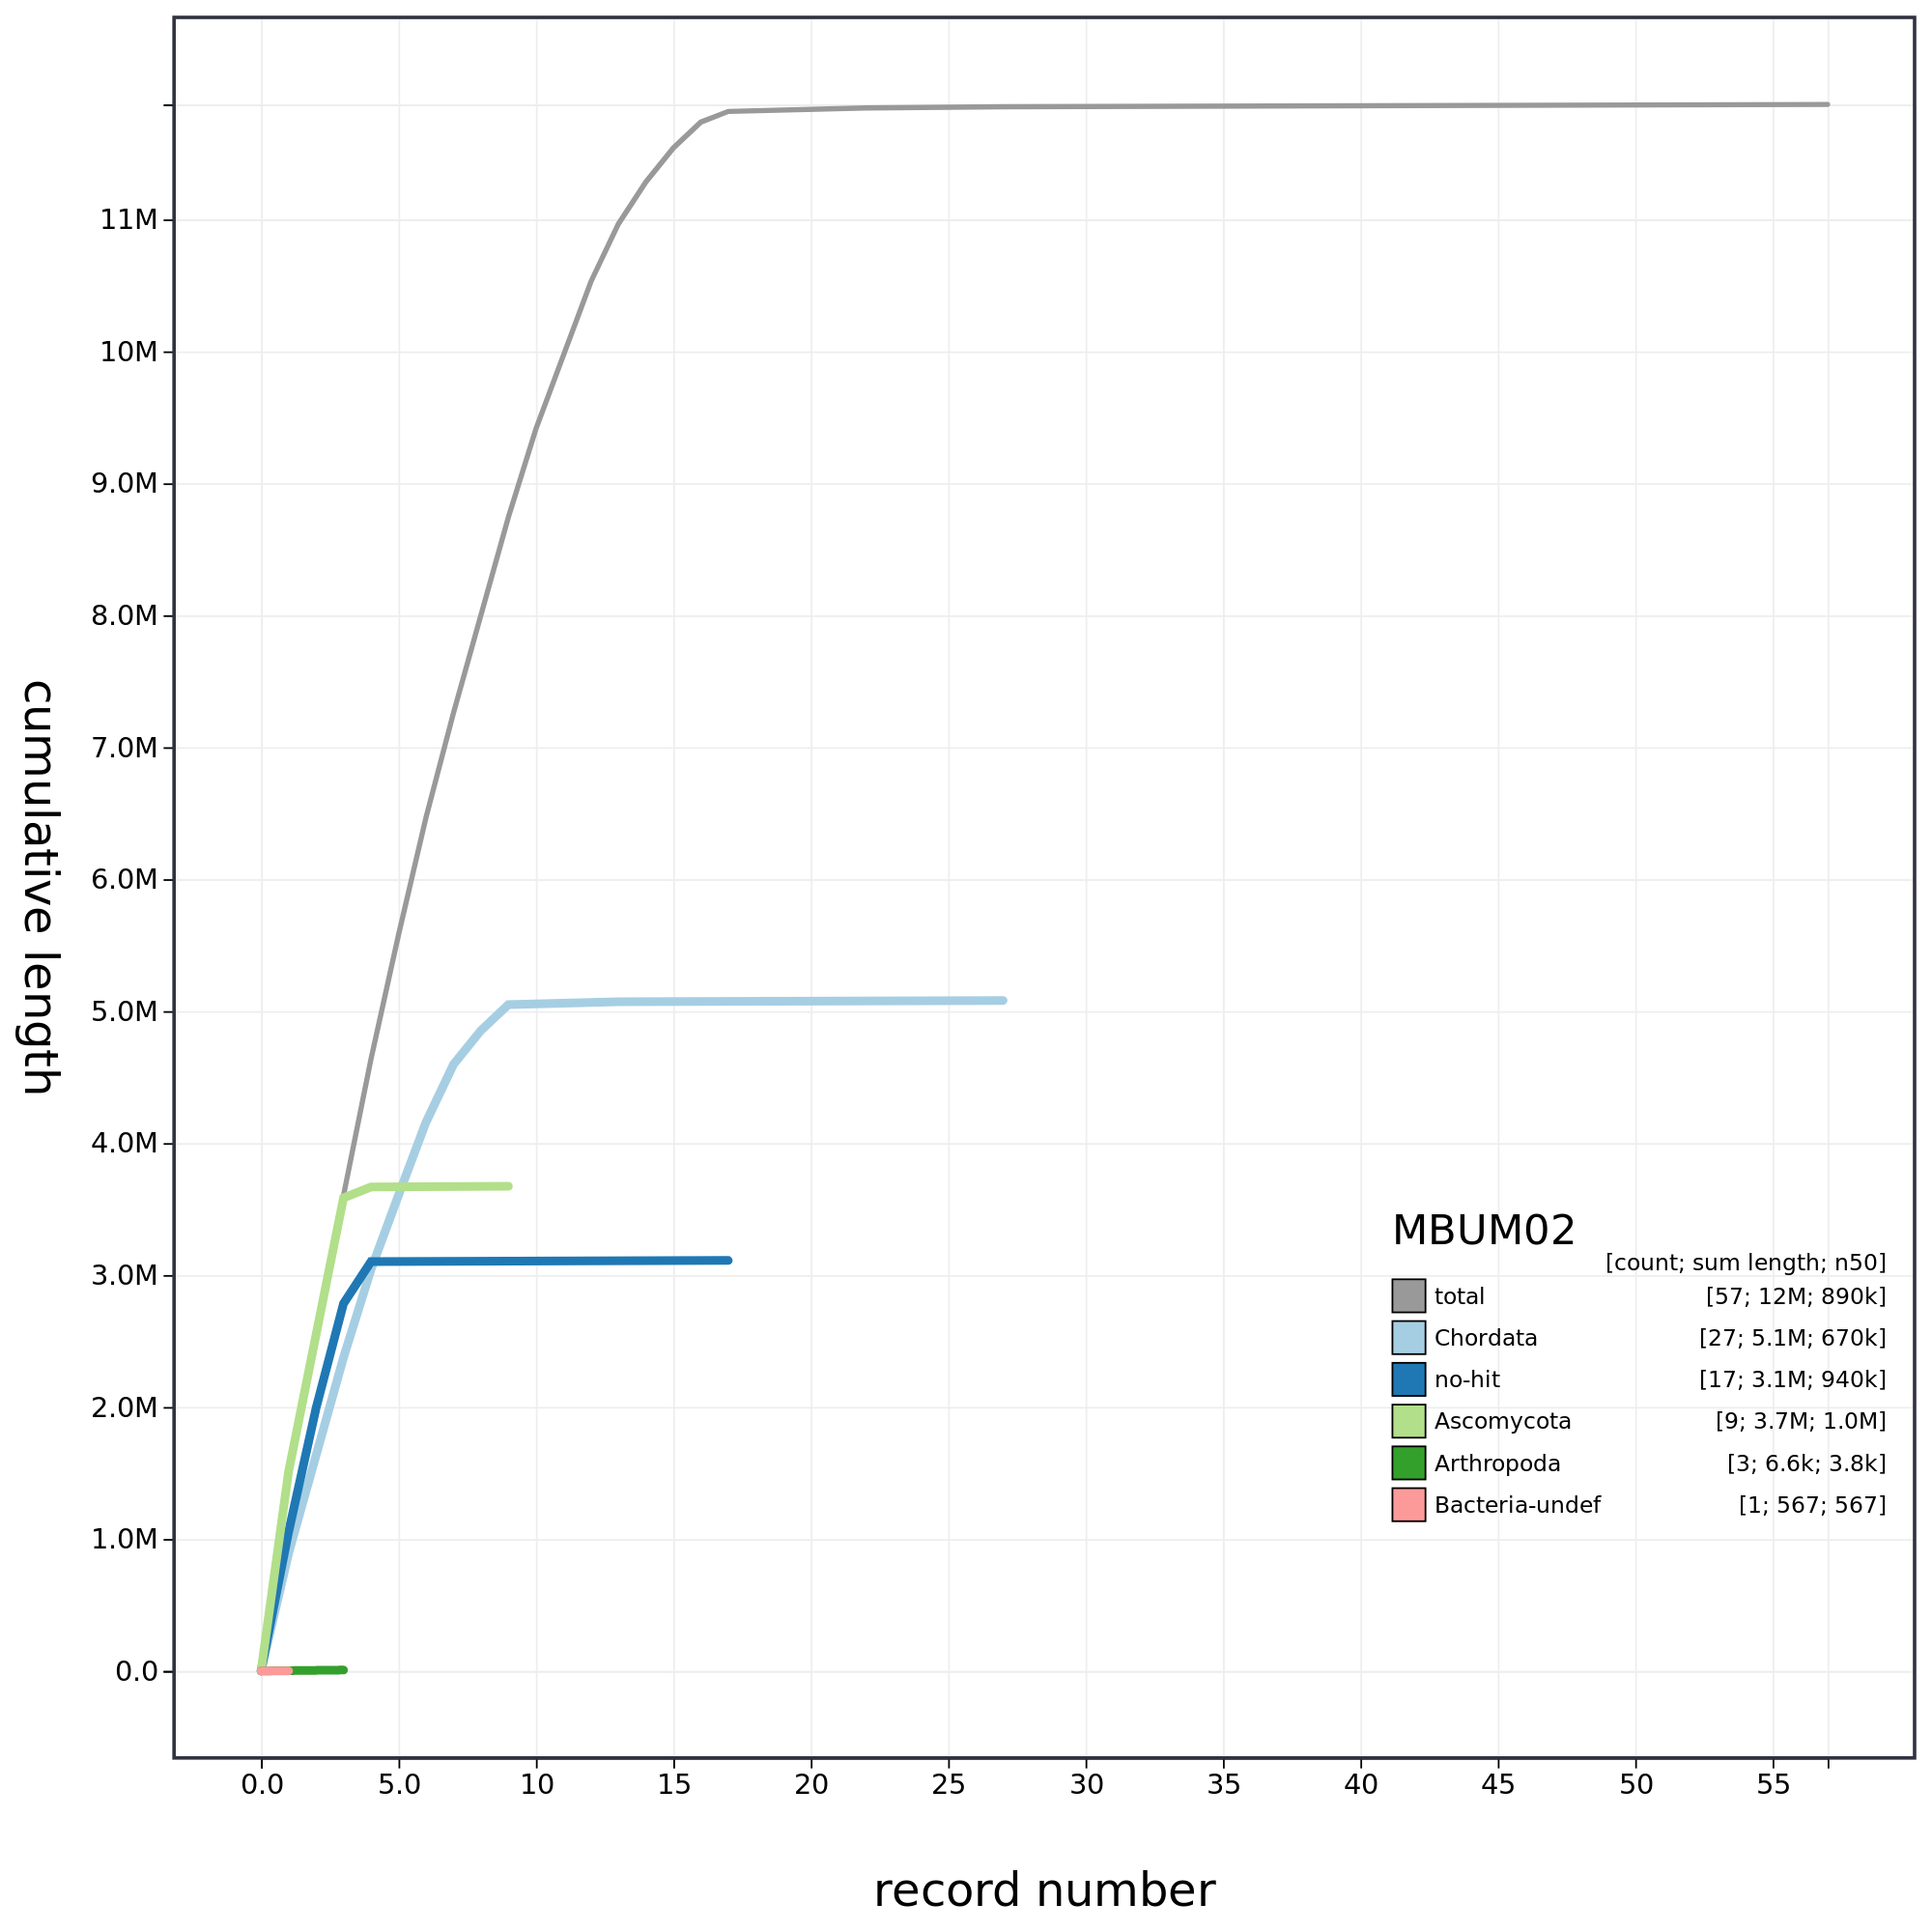 cumulative length
11M
10M
9.0M
8.0M
7.0M
6.0M
5.0M
4.0M
3.0M
2.0M
1.0M
0.0
MBUM02
[count; sum length; n50]
total [57; 12M; 890k]
Chordata [27; 5.1M; 670k]
no-hit [17; 3.1M; 940k]
Ascomycota [9; 3.7M; 1.0M]
Arthropoda [3; 6.6k; 3.8k]
Bacteria-undef [1; 567; 567]
0.0 5.0 10 15 20 25 30 35 40 45 50 55
record number